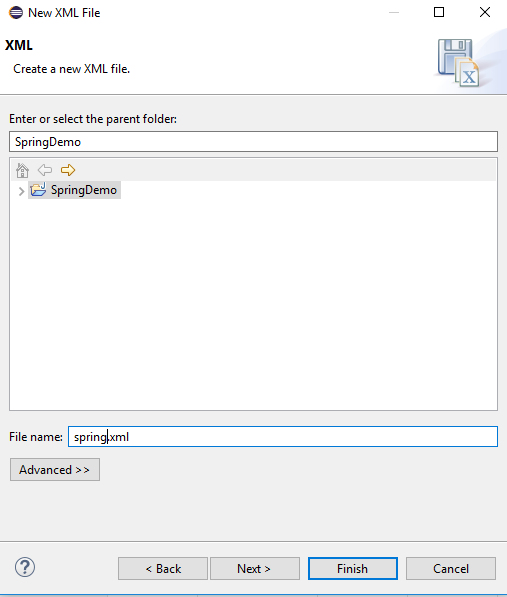 New XML File
XML
Create a new XML file.
Enter or select the parent folder:
SpringDemo
SpringDemo
File name: spring.xml
Advanced >>
? < Back Next > Finish Cancel